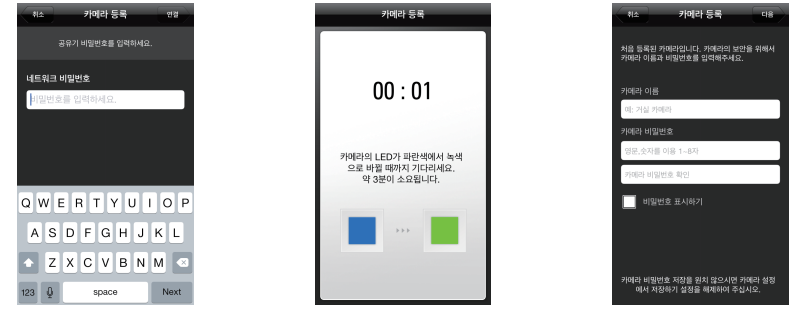 취소 카메라 등록 연결
공유기 비밀번호를 입력하세요.
네트워크 비밀번호
비밀번호를 입력하세요.
Q W E R T Y U I O P
A S D F G H J K L
Z X C V B N M
123 space Next
카메라 등록
00 : 01
카메라의 LED가 파란색에서 녹색
으로 바뀔 때까지 기다리세요.
약 3분이 소요됩니다.
취소 카메라 등록 다음
처음 등록된 카메라입니다. 카메라의 보안을 위해서
카메라 이름과 비밀번호를 입력해주세요.
카메라 이름
예: 거실 카메라
카메라 비밀번호
영문,숫자를 이용 1~8자
카메라 비밀번호 확인
비밀번호 표시하기
카메라 비밀번호 저장을 원치 않으시면 카메라 설정
에서 저장하기 설정을 해제하여 주십시오.